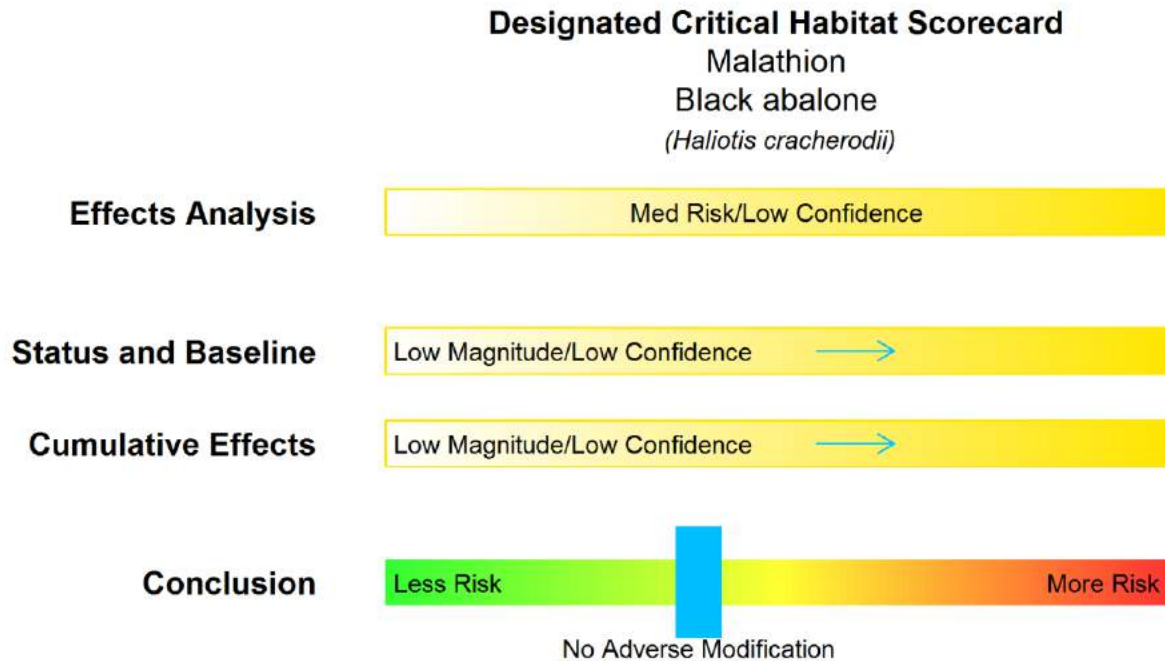 Designated Critical Habitat Scorecard
Malathion
Black abalone
(Haliotis cracherodii)
Effects Analysis
Med Risk/Low Confidence
Status and Baseline
Low Magnitude/Low Confidence
Cumulative Effects
Low Magnitude/Low Confidence
Conclusion
Less Risk
More Risk
No Adverse Modification